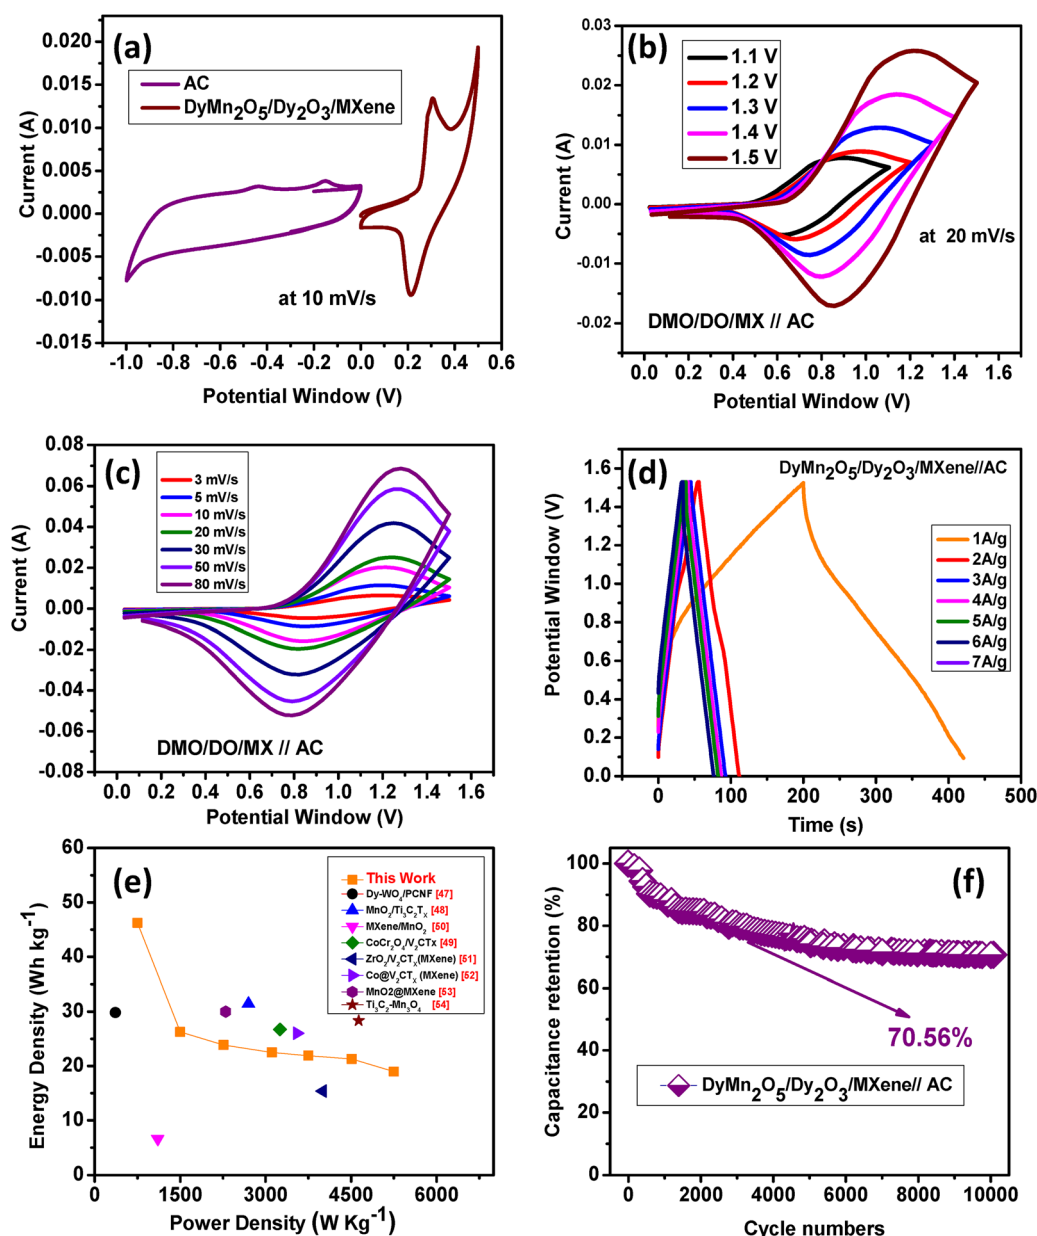 (a)
0.020
0.015
0.010
0.005
0.000
-0.005
-0.010
-0.015
Current (A)
AC
DyMn₂O₅/Dy₂O₃/MXene
at 10 mV/s
-1.0 -0.8 -0.6 -0.4 -0.2 0.0 0.2 0.4 0.6
Potential Window (V)
(b)
0.03
0.02
0.01
0.00
-0.01
-0.02
Current (A)
1.1 V
1.2 V
1.3 V
1.4 V
1.5 V
at 20 mV/s
DMO/DO/MX // AC
0.0 0.2 0.4 0.6 0.8 1.0 1.2 1.4 1.6
Potential Window (V)
(c)
0.08
0.06
0.04
0.02
0.00
-0.02
-0.04
-0.06
-0.08
Current (A)
3 mV/s
5 mV/s
10 mV/s
20 mV/s
30 mV/s
50 mV/s
80 mV/s
DMO/DO/MX // AC
0.0 0.2 0.4 0.6 0.8 1.0 1.2 1.4 1.6
Potential Window (V)
(d)
DyMn₂O₅/Dy₂O₃/MXene//AC
1.6
1.4
1.2
1.0
0.8
0.6
0.4
0.2
0.0
Potential Window (V)
1A/g
2A/g
3A/g
4A/g
5A/g
6A/g
7A/g
0 100 200 300 400 500
Time (s)
(e)
60
50
40
30
20
10
0
Energy Density (Wh kg⁻¹)
This Work
Dy-WO₄/PCNF [47]
MnO₂/Ti₃C₂Tₓ [48]
MXene/MnO₂ [50]
CoCr₂O₄/V₂CTx [49]
ZrO₂/V₂CTₓ(MXene) [51]
Co@V₂CTₓ (MXene) [52]
MnO2@MXene [53]
Ti₃C₂-Mn₃O₄ [54]
0 1500 3000 4500 6000
Power Density (W Kg⁻¹)
(f)
100
80
60
40
20
0
Capacitance retention (%)
70.56%
DyMn₂O₅/Dy₂O₃/MXene// AC
0 2000 4000 6000 8000 10000
Cycle numbers